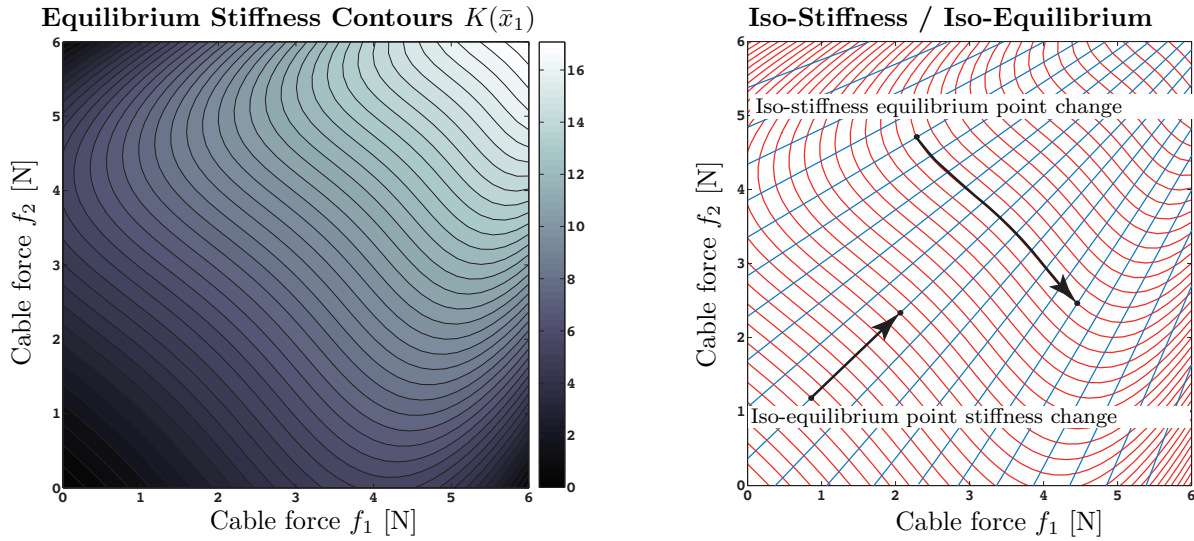 Equilibrium Stiffness Contours K(x̄₁)
Cable force f₂ [N]
6
5
4
3
2
1
0
0 1 2 3 4 5 6
Cable force f₁ [N]
16
14
12
10
8
6
4
2
0
Iso-Stiffness / Iso-Equilibrium
Cable force f₂ [N]
6
5
4
3
2
1
0
Iso-stiffness equilibrium point change
Iso-equilibrium point stiffness change
0 1 2 3 4 5 6
Cable force f₁ [N]